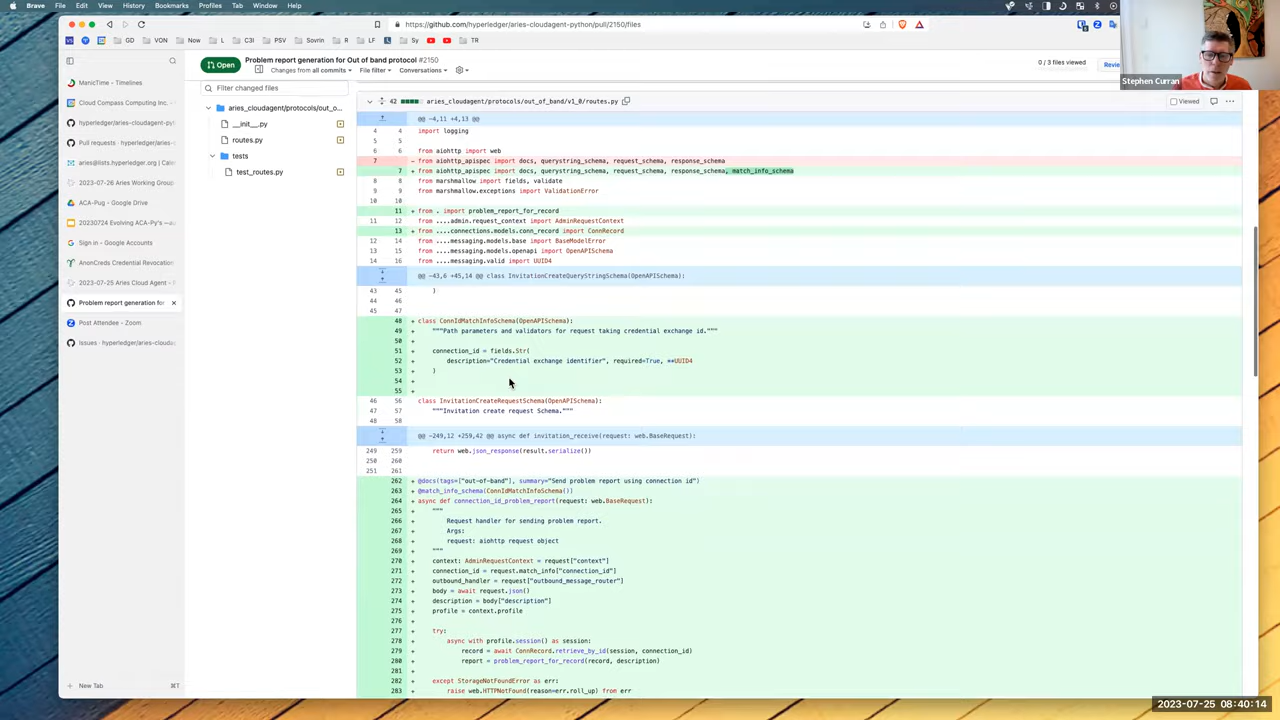 Brave File Edit View History Bookmarks Profiles Tab Window Help
https://github.com/hyperledger/aries-cloudagent-python/pull/2150/files
GD VON Now L C3I PSV Sovrin R LF Sy TR
Stephen Curran
ManicTime - Timelines
Cloud Compass Computing Inc. -
hyperledger/aries-cloudagent-pyt
Pull requests · hyperledger/aries-c
aries@lists.hyperledger.org | Caler
2023-07-26 Aries Working Group
ACA-Pug - Google Drive
20230724 Evolving ACA-Py's —au
Sign in - Google Accounts
AnonCreds Credential Revocation
2023-07-25 Aries Cloud Agent - P
Problem report generation for
Post Attendee - Zoom
Issues · hyperledger/aries-clouda
New Tab ⌘T
Open
Problem report generation for Out of band protocol #2150
Changes from all commits File filter Conversations
0 / 3 files viewed
Revie
Filter changed files
aries_cloudagent/protocols/out_o...
__init__.py
routes.py
tests
test_routes.py
42 aries_cloudagent/protocols/out_of_band/v1_0/routes.py
Viewed
@@ -4,11 +4,13 @@
4 4 import logging
5 5
6 6 from aiohttp import web
7 - from aiohttp_apispec import docs, querystring_schema, request_schema, response_schema
7 + from aiohttp_apispec import docs, querystring_schema, request_schema, response_schema, match_info_schema
8 8 from marshmallow import fields, validate
9 9 from marshmallow.exceptions import ValidationError
10 10
11 + from . import problem_report_for_record
11 12 from ....admin.request_context import AdminRequestContext
13 + from ....connections.models.conn_record import ConnRecord
12 14 from ....messaging.models.base import BaseModelError
13 15 from ....messaging.models.openapi import OpenAPISchema
14 16 from ....messaging.valid import UUID4
@@ -43,6 +45,14 @@ class InvitationCreateQueryStringSchema(OpenAPISchema):
43 45 )
44 46
45 47
48 + class ConnIdMatchInfoSchema(OpenAPISchema):
49 + """Path parameters and validators for request taking credential exchange id."""
50 +
51 + connection_id = fields.Str(
52 + description="Credential exchange identifier", required=True, **UUID4
53 + )
54 +
55 +
46 56 class InvitationCreateRequestSchema(OpenAPISchema):
47 57 """Invitation create request Schema."""
48 58
@@ -249,12 +259,42 @@ async def invitation_receive(request: web.BaseRequest):
249 259 return web.json_response(result.serialize())
250 260
251 261
262 + @docs(tags=["out-of-band"], summary="Send problem report using connection id")
263 + @match_info_schema(ConnIdMatchInfoSchema())
264 + async def connection_id_problem_report(request: web.BaseRequest):
265 + """
266 + Request handler for sending problem report.
267 + Args:
268 + request: aiohttp request object
269 + """
270 + context: AdminRequestContext = request["context"]
271 + connection_id = request.match_info["connection_id"]
272 + outbound_handler = request["outbound_message_router"]
273 + body = await request.json()
274 + description = body["description"]
275 + profile = context.profile
276 +
277 + try:
278 + async with profile.session() as session:
279 + record = await ConnRecord.retrieve_by_id(session, connection_id)
280 + report = problem_report_for_record(record, description)
281 +
282 + except StorageNotFoundError as err:
283 + raise web.HTTPNotFound(reason=err.roll_up) from err
2023-07-25 08:40:14